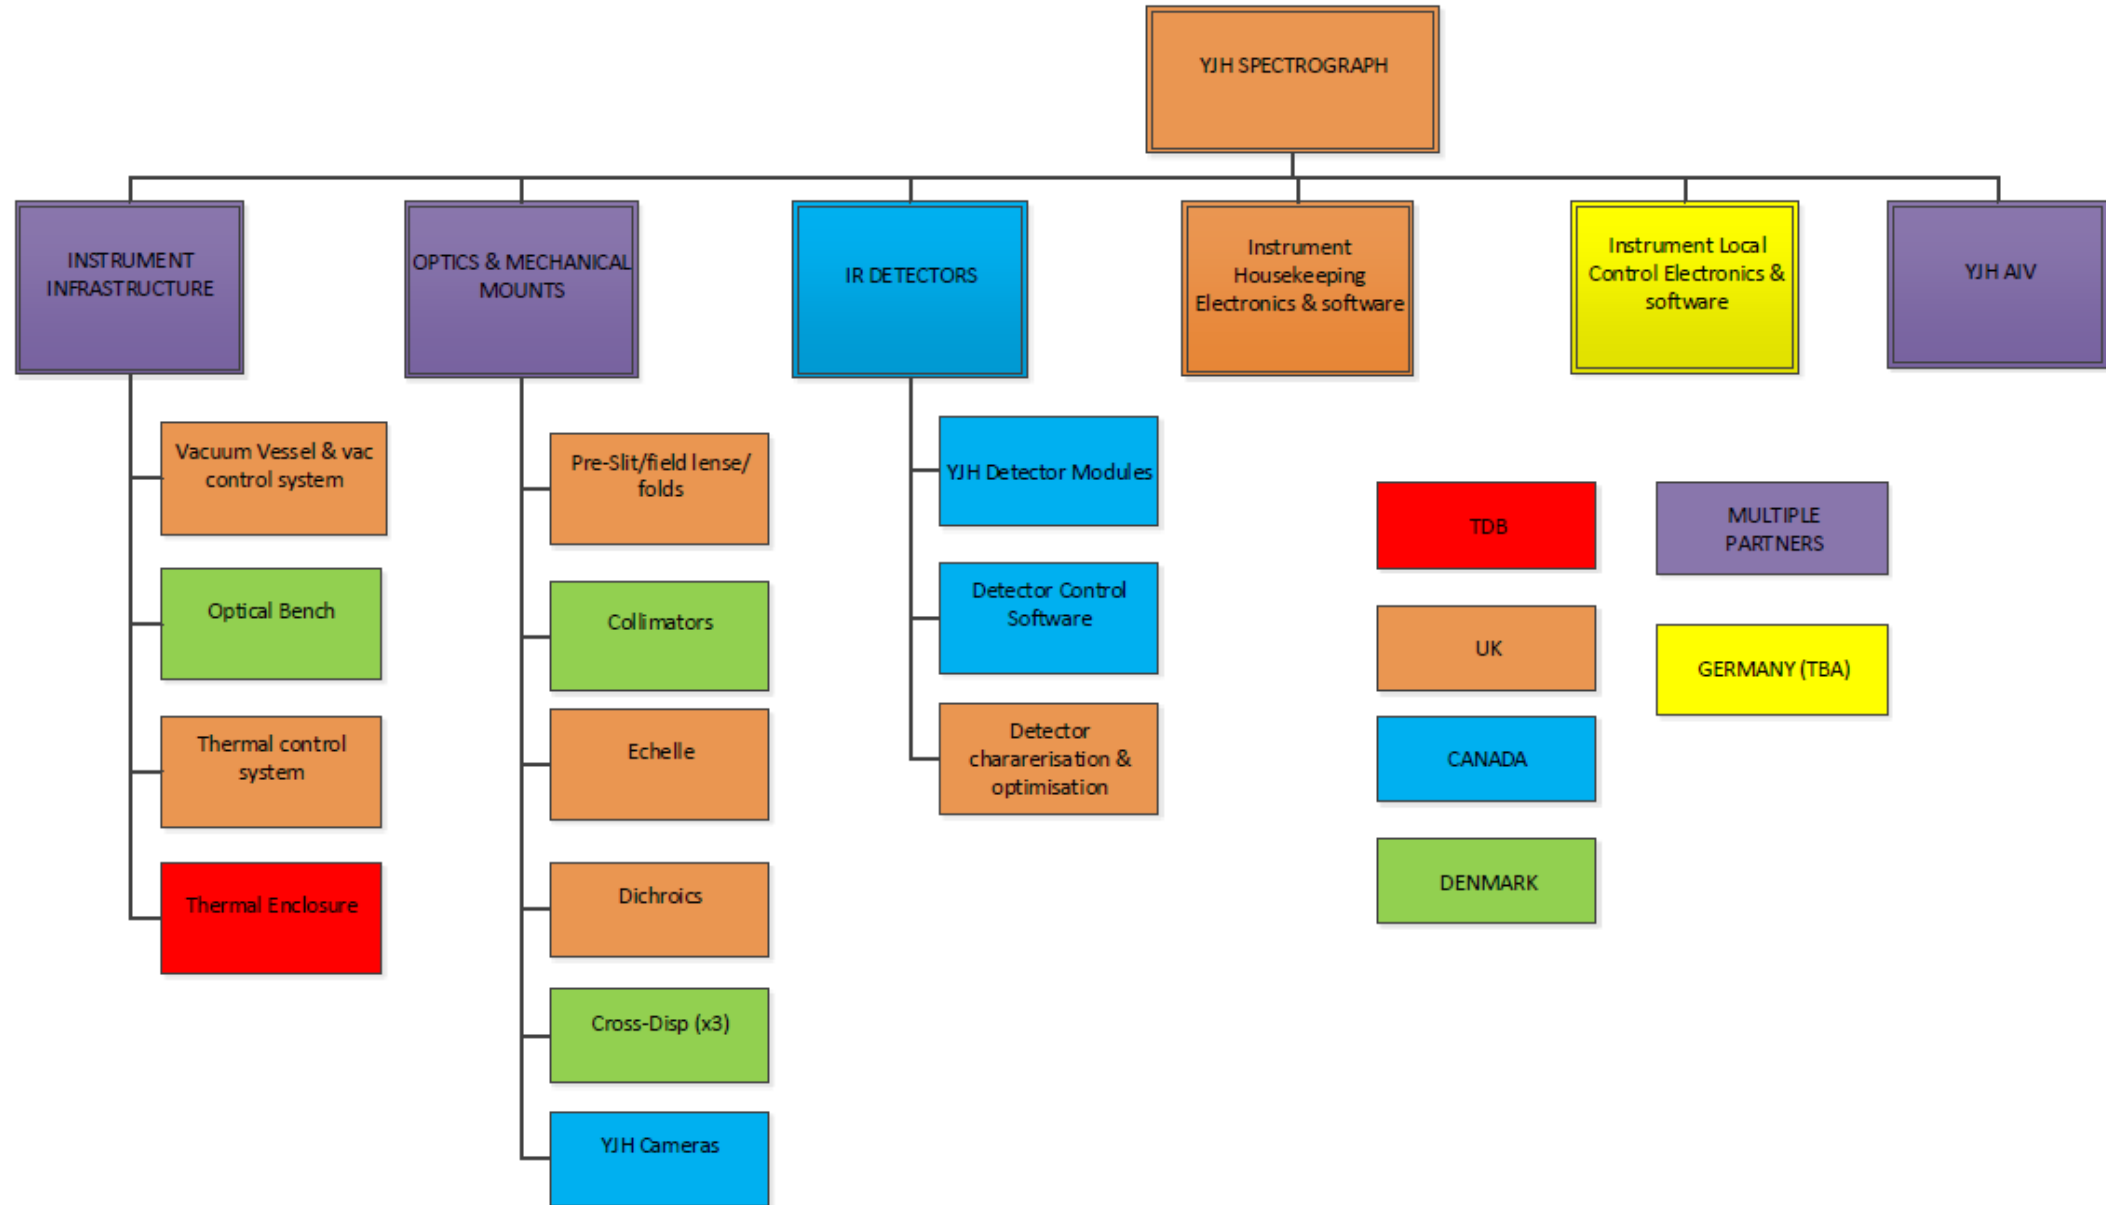 YJH SPECTROGRAPH
INSTRUMENT
INFRASTRUCTURE
OPTICS & MECHANICAL
MOUNTS
IR DETECTORS
Instrument
Housekeeping
Electronics & software
Instrument Local
Control Electronics &
software
YJH AIV
Vacuum Vessel & vac
control system
Optical Bench
Thermal control
system
Thermal Enclosure
Pre-Slit/field lense/
folds
Collimators
Echelle
Dichroics
Cross-Disp (x3)
YJH Cameras
YJH Detector Modules
Detector Control
Software
Detector
chararerisation &
optimisation
TDB
UK
CANADA
DENMARK
MULTIPLE
PARTNERS
GERMANY (TBA)